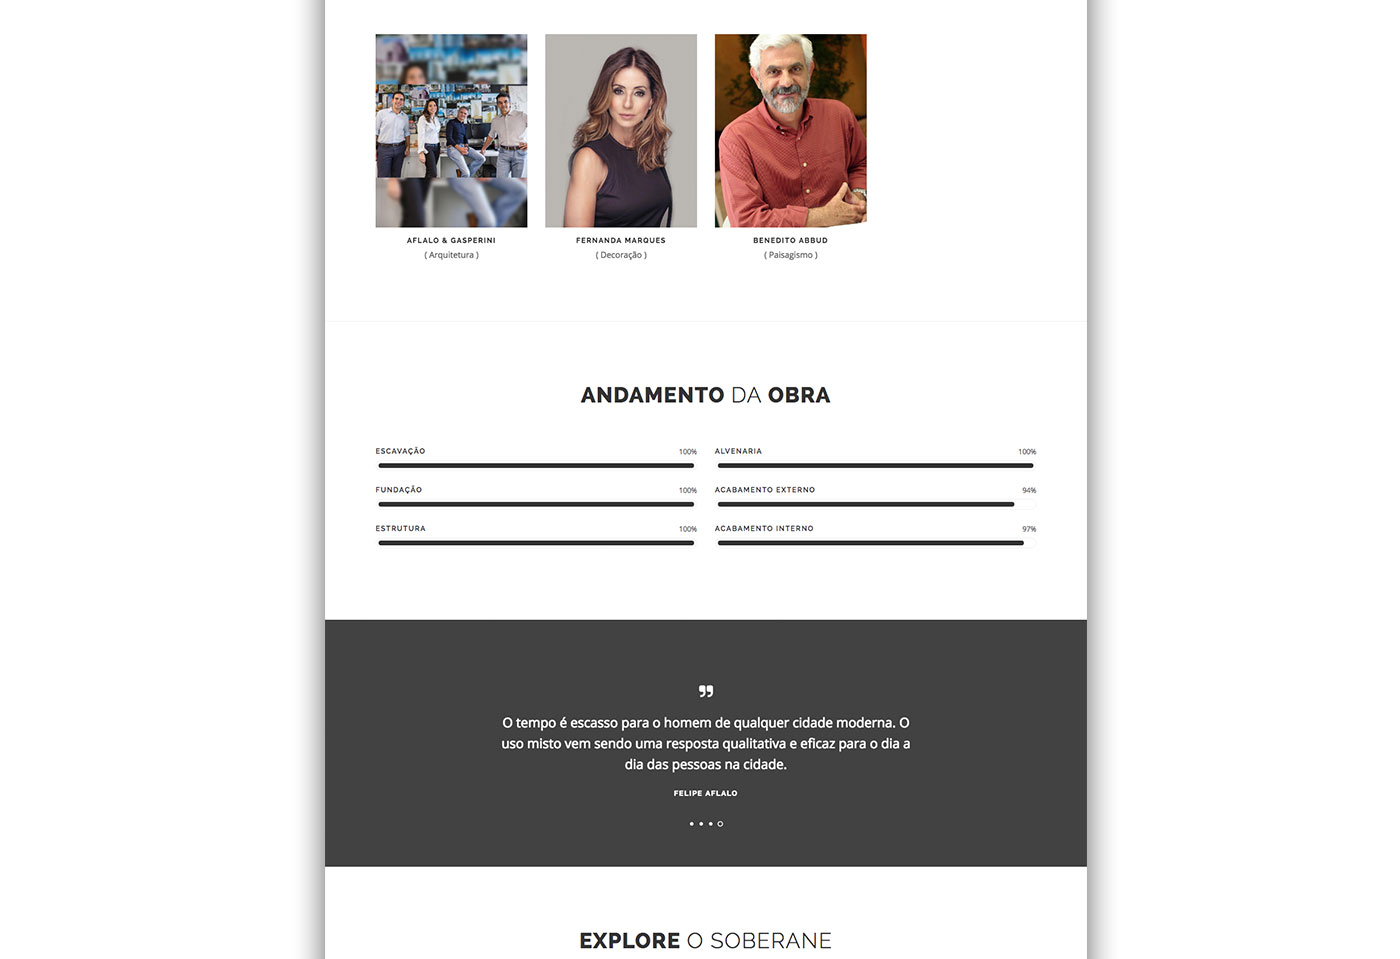 AFLALO & GASPERINI
( Arquitetura )
FERNANDA MARQUES
( Decoração )
BENEDITO ABBUD
( Paisagismo )
ANDAMENTO DA OBRA
ESCAVAÇÃO 100%
FUNDAÇÃO 100%
ESTRUTURA 100%
ALVENARIA 100%
ACABAMENTO EXTERNO 94%
ACABAMENTO INTERNO 97%
O tempo é escasso para o homem de qualquer cidade moderna. O
uso misto vem sendo uma resposta qualitativa e eficaz para o dia a
dia das pessoas na cidade.
FELIPE AFLALO
EXPLORE O SOBERANE